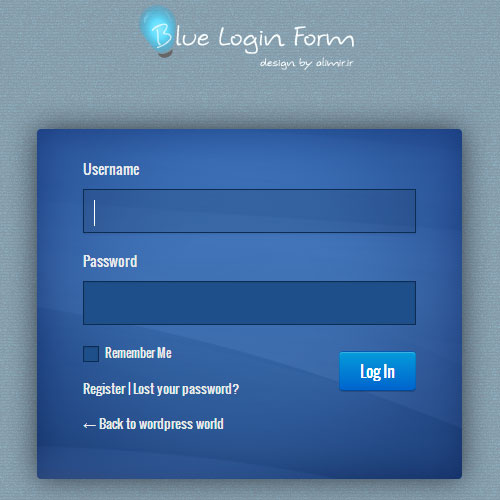 Blue Login Form
design by alimir.ir
Username
Password
Remember Me
Log In
Register | Lost your password?
← Back to wordpress world